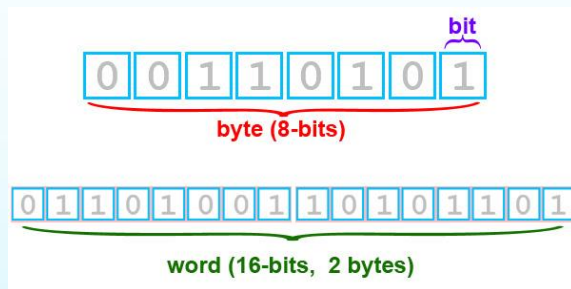 bit
0 0 1 1 0 1 0 1
byte (8-bits)
0 1 1 0 1 0 0 1 1 0 1 0 1 1 0 1
word (16-bits, 2 bytes)